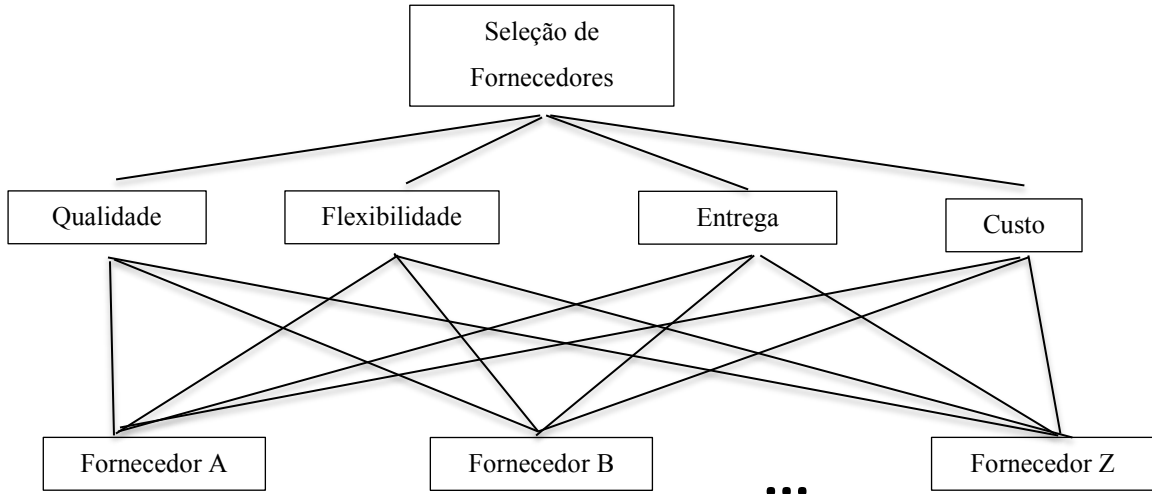 Seleção de
Fornecedores
Qualidade
Flexibilidade
Entrega
Custo
Fornecedor A
Fornecedor B
...
Fornecedor Z